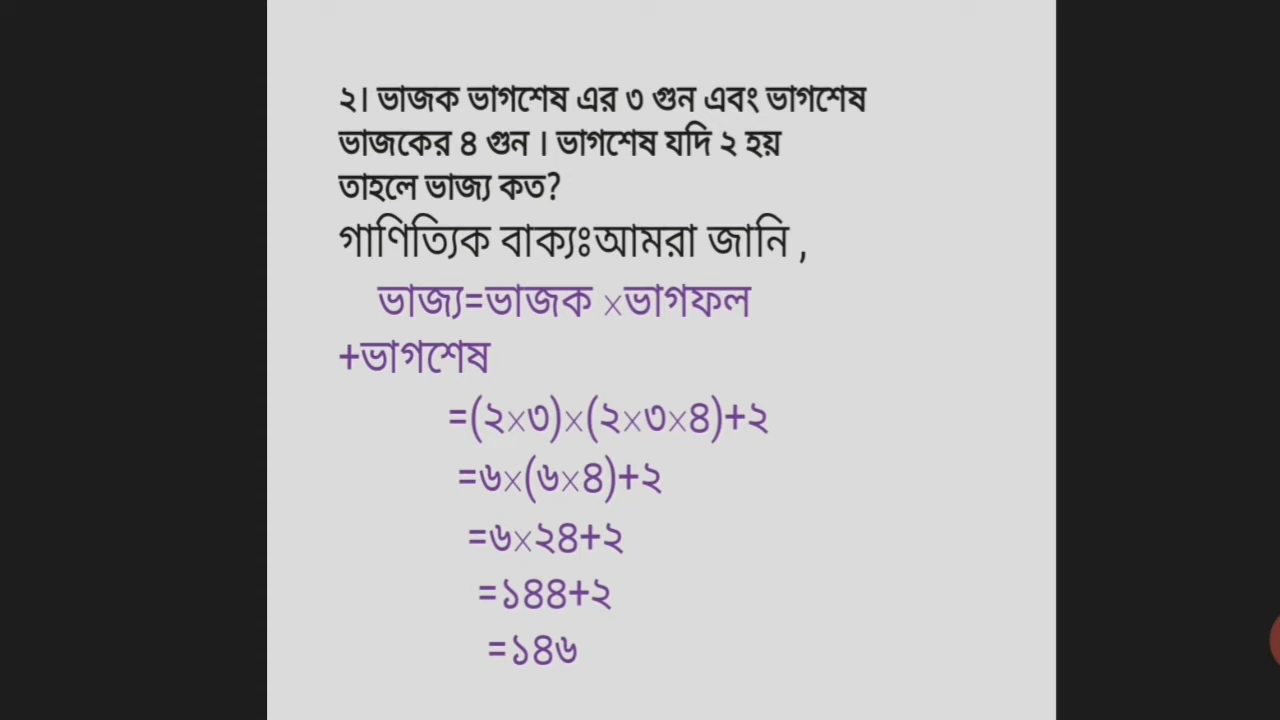 ২। ভাজক ভাগশেষ এর ৩ গুন এবং ভাগশেষ
ভাজকের ৪ গুন । ভাগশেষ যদি ২ হয়
তাহলে ভাজ্য কত?
গাণিত্যিক বাক্যঃআমরা জানি ,
ভাজ্য=ভাজক ×ভাগফল
+ভাগশেষ
=(২×৩)×(২×৩×৪)+২
=৬×(৬×৪)+২
=৬×২৪+২
=১৪৪+২
=১৪৬